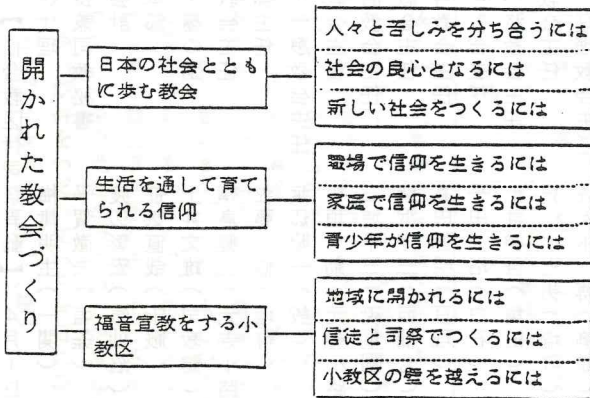 開かれた教会づくり
日本の社会ととも
に歩む教会
人々と苦しみを分ち合うには
社会の良心となるには
新しい社会をつくるには
生活を通して育て
られる信仰
職場で信仰を生きるには
家庭で信仰を生きるには
青少年が信仰を生きるには
福音宣教をする小
教区
地域に開かれるには
信徒と司祭でつくるには
小教区の壁を越えるには